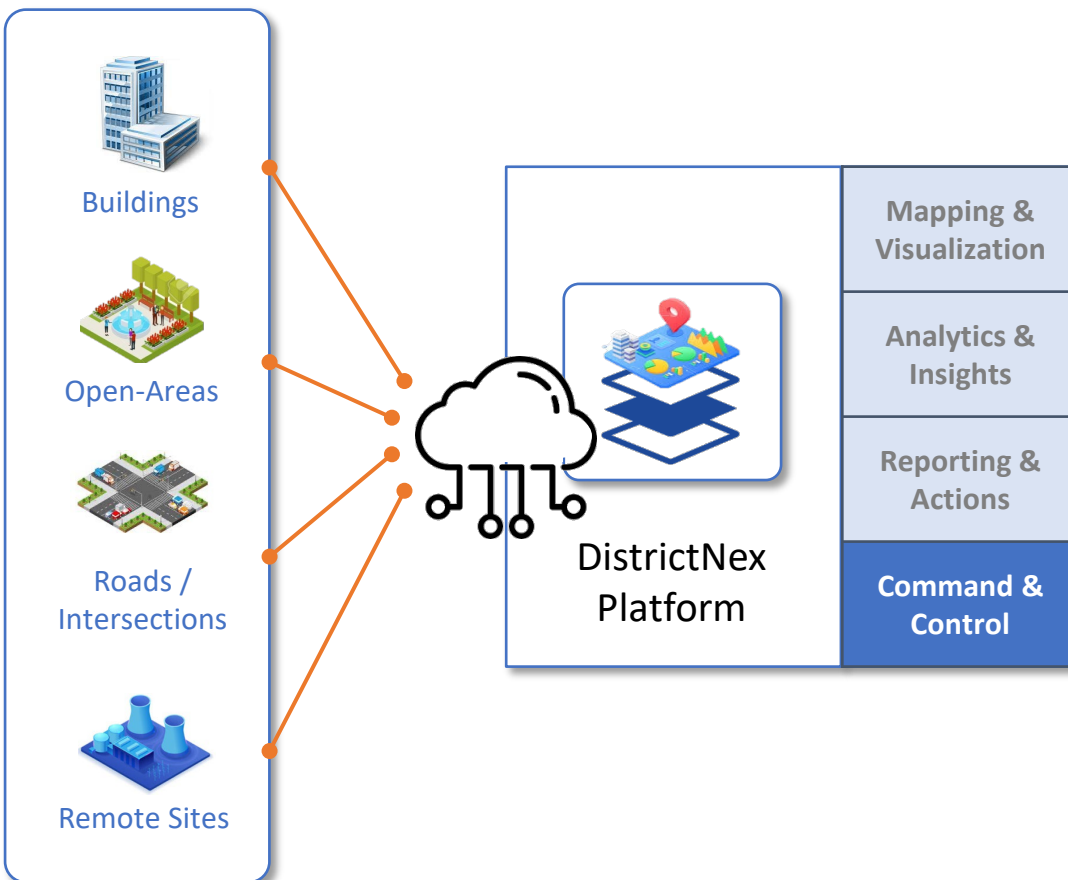 Buildings
Open-Areas
Roads /
Intersections
Remote Sites
DistrictNex
Platform
Mapping &
Visualization
Analytics &
Insights
Reporting &
Actions
Command &
Control